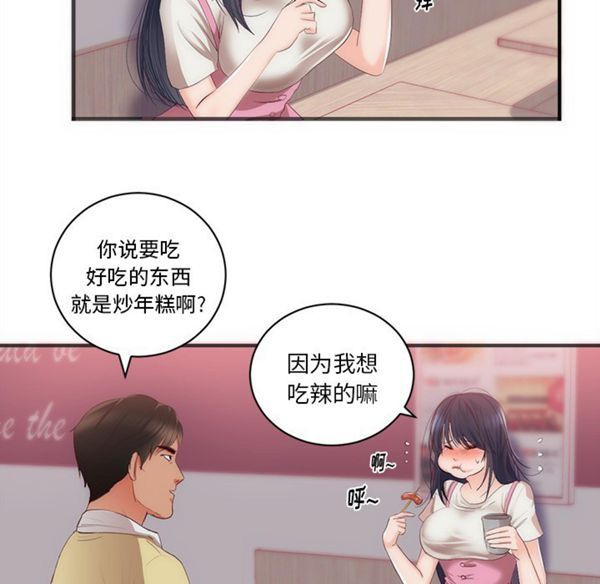 你说要吃
好吃的东西
就是炒年糕啊?
因为我想
吃辣的嘛
啊~
呼~
e the